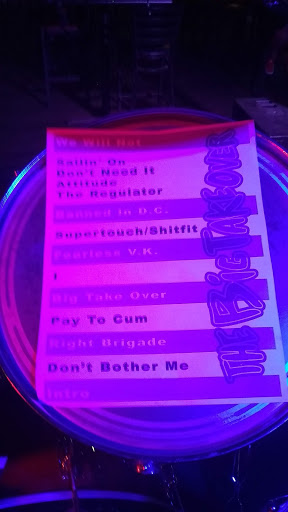 We Will Not
Sailin' On
Don't Need It
Attitude
The Regulator
Banned in D.C.
Supertouch/Shitfit
Fearless V.K.
I
Big Take Over
Pay To Cum
Right Brigade
Don't Bother Me
Intro
THE BIG TAKEOVER